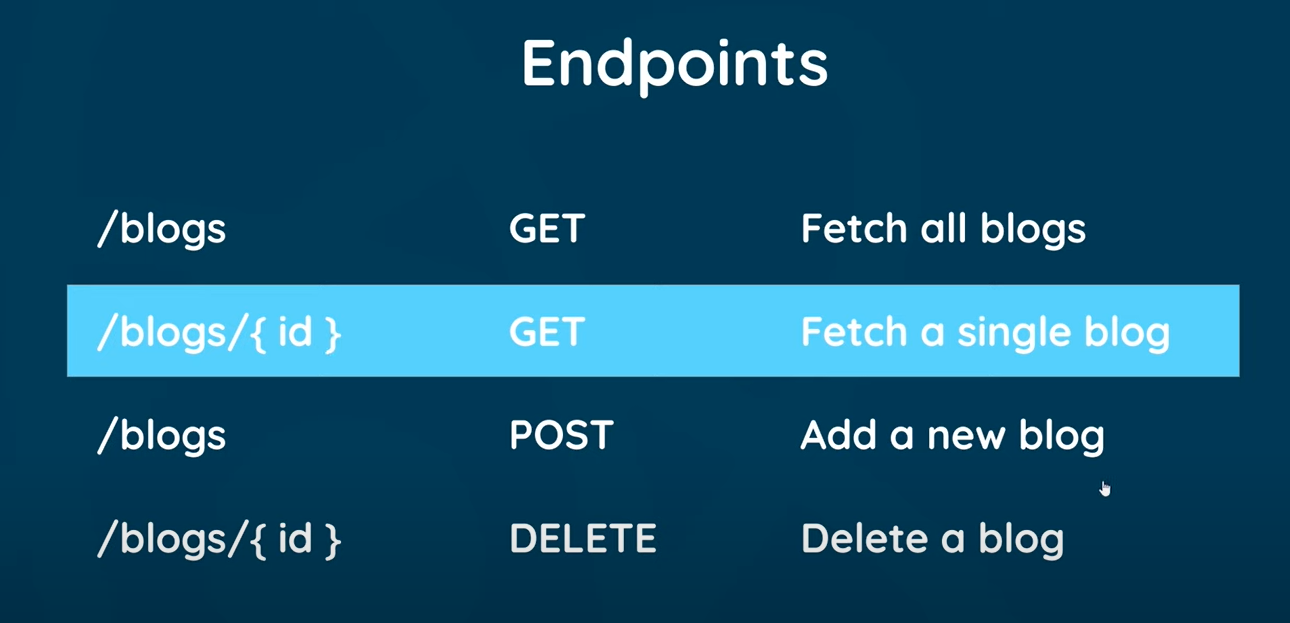 Endpoints
/blogs GET Fetch all blogs
/blogs/{ id } GET Fetch a single blog
/blogs POST Add a new blog
/blogs/{ id } DELETE Delete a blog